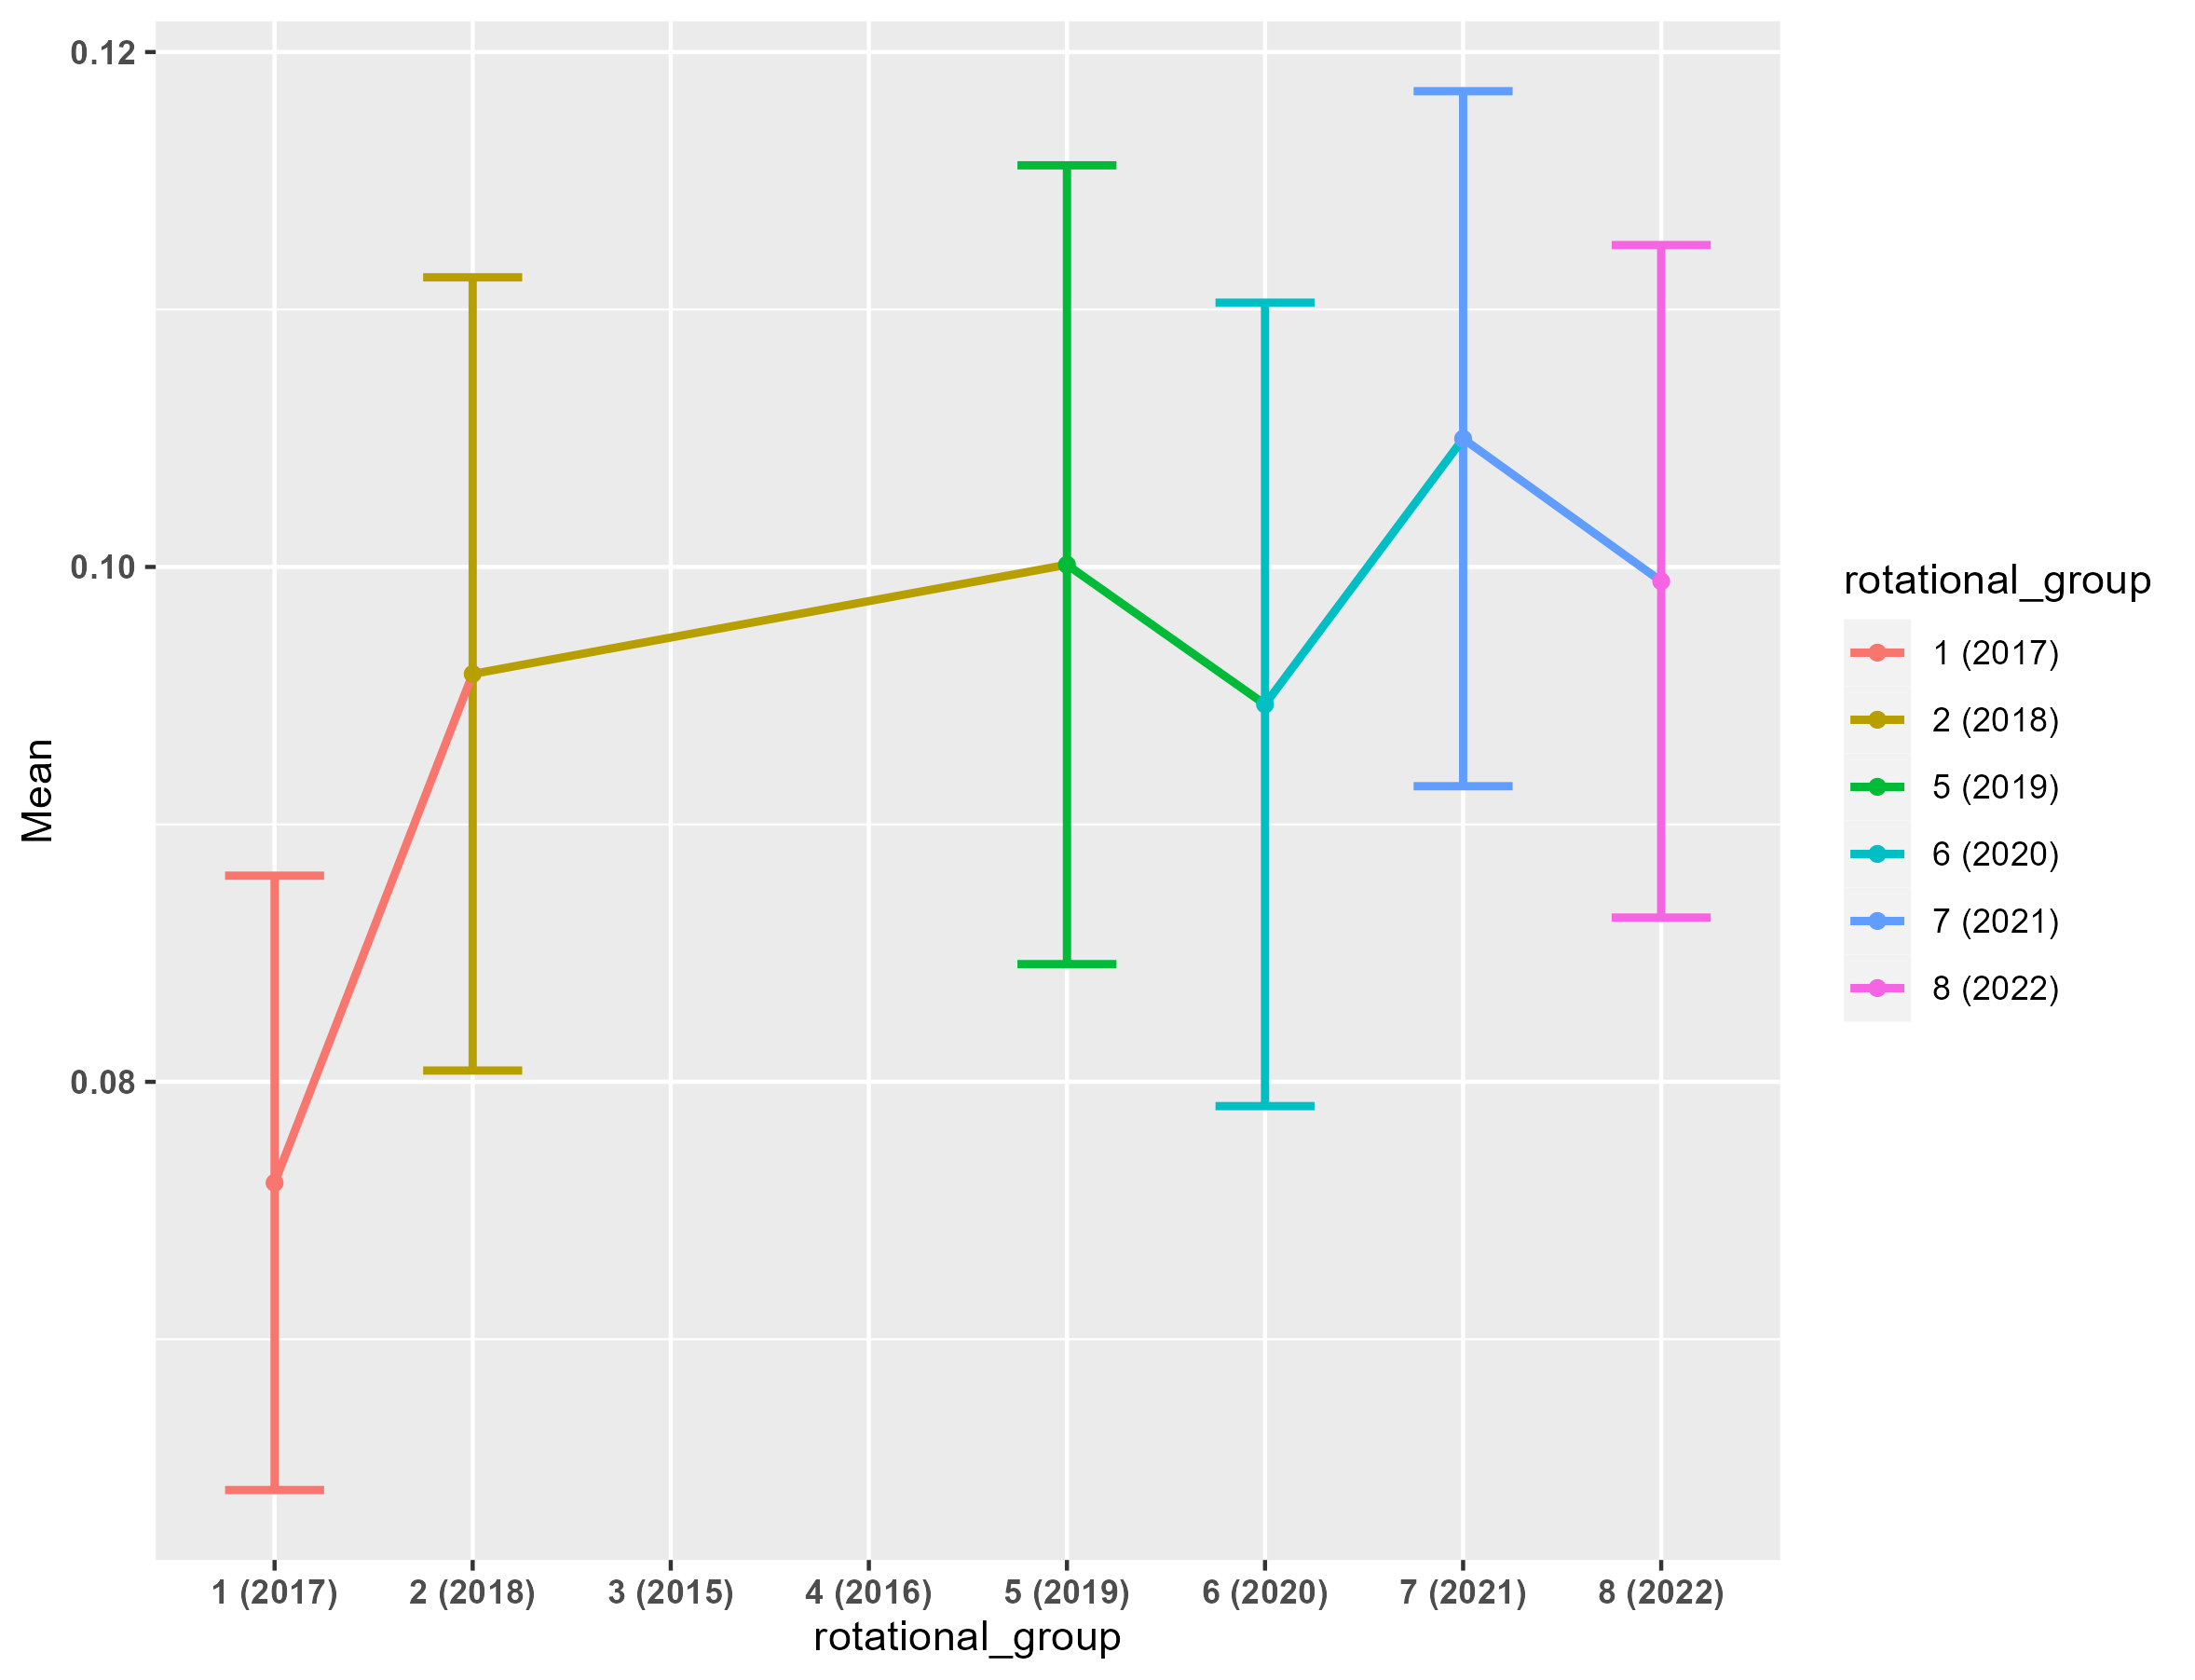 0.12
0.10
0.08
Mean
1 (2017) 2 (2018) 3 (2015) 4 (2016) 5 (2019) 6 (2020) 7 (2021) 8 (2022)
rotational_group
rotational_group
1 (2017)
2 (2018)
5 (2019)
6 (2020)
7 (2021)
8 (2022)